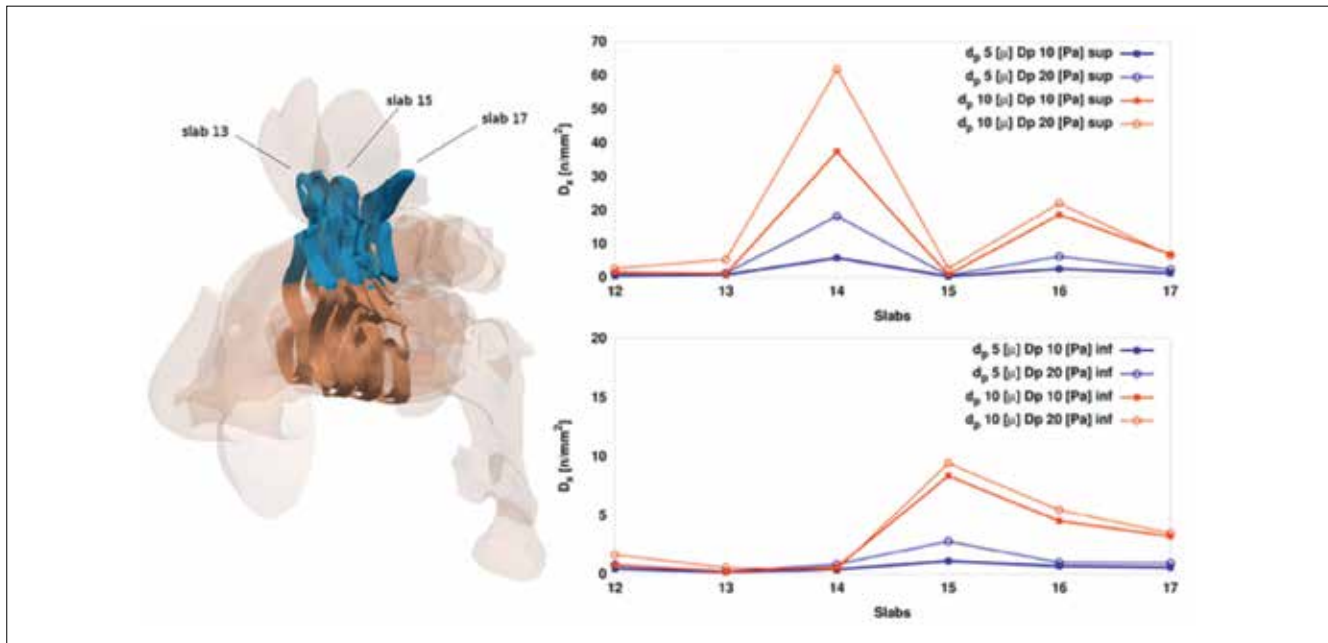 slab 13
slab 15
slab 17
70
60
50
40
30
20
10
0
Dₛ [n/mm²]
dₚ 5 [µ] Dp 10 [Pa] sup
dₚ 5 [µ] Dp 20 [Pa] sup
dₚ 10 [µ] Dp 10 [Pa] sup
dₚ 10 [µ] Dp 20 [Pa] sup
12 13 14 15 16 17
Slabs
20
15
10
5
0
Dₛ [n/mm²]
dₚ 5 [µ] Dp 10 [Pa] inf
dₚ 5 [µ] Dp 20 [Pa] inf
dₚ 10 [µ] Dp 10 [Pa] inf
dₚ 10 [µ] Dp 20 [Pa] inf
12 13 14 15 16 17
Slabs